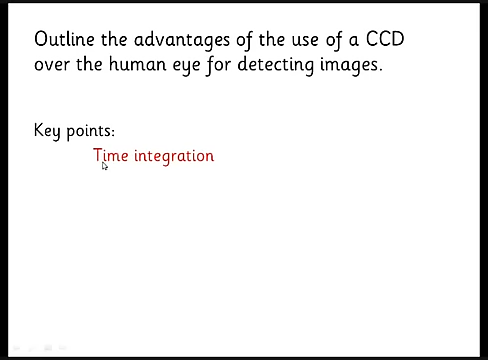 Outline the advantages of the use of a CCD
over the human eye for detecting images.
Key points:
Time integration